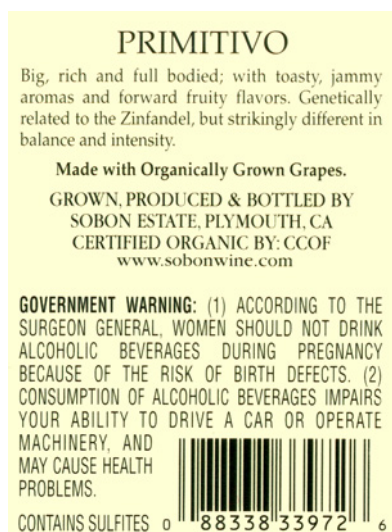 PRIMITIVO
Big, rich and full bodied; with toasty, jammy
aromas and forward fruity flavors. Genetically
related to the Zinfandel, but strikingly different in
balance and intensity.
Made with Organically Grown Grapes.
GROWN, PRODUCED & BOTTLED BY
SOBON ESTATE, PLYMOUTH, CA
CERTIFIED ORGANIC BY: CCOF
www.sobonwine.com
GOVERNMENT WARNING: (1) ACCORDING TO THE
SURGEON GENERAL, WOMEN SHOULD NOT DRINK
ALCOHOLIC BEVERAGES DURING PREGNANCY
BECAUSE OF THE RISK OF BIRTH DEFECTS. (2)
CONSUMPTION OF ALCOHOLIC BEVERAGES IMPAIRS
YOUR ABILITY TO DRIVE A CAR OR OPERATE
MACHINERY, AND
MAY CAUSE HEALTH
PROBLEMS.
CONTAINS SULFITES 0 88338 33972 6